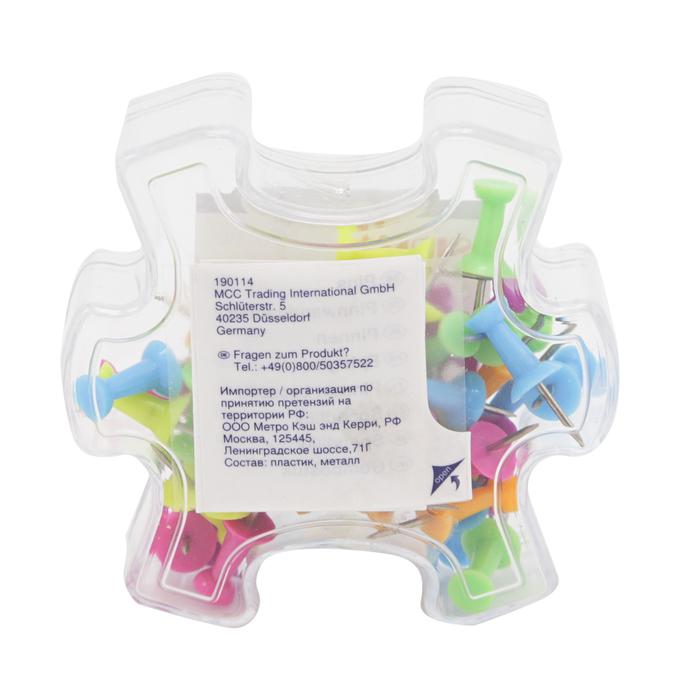 190114
MCC Trading International GmbH
Schlüterstr. 5
40235 Düsseldorf
Germany
Fragen zum Produkt?
Tel.: +49(0)800/50357522
Импортер / организация по
принятию претензий на
территории РФ:
ООО Метро Кэш энд Керри, РФ
Москва, 125445,
Ленинградское шоссе,71Г
Состав: пластик, металл
open